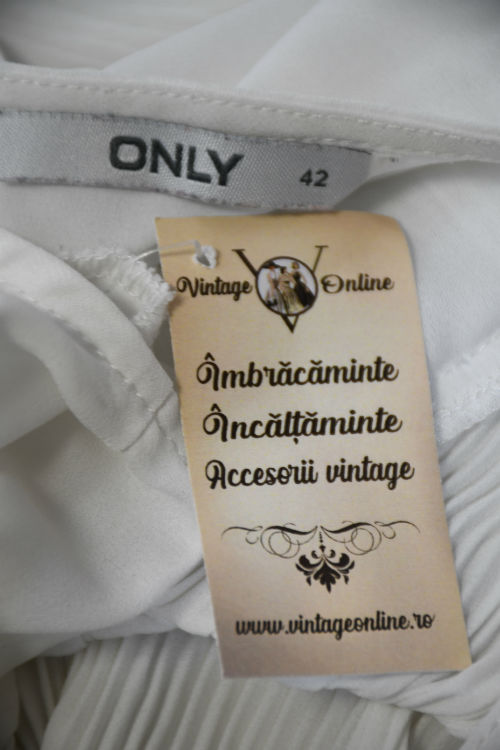 ONLY 42
Vintage Online
Îmbrăcăminte
Încălțăminte
Accesorii vintage
www.vintageonline.ro